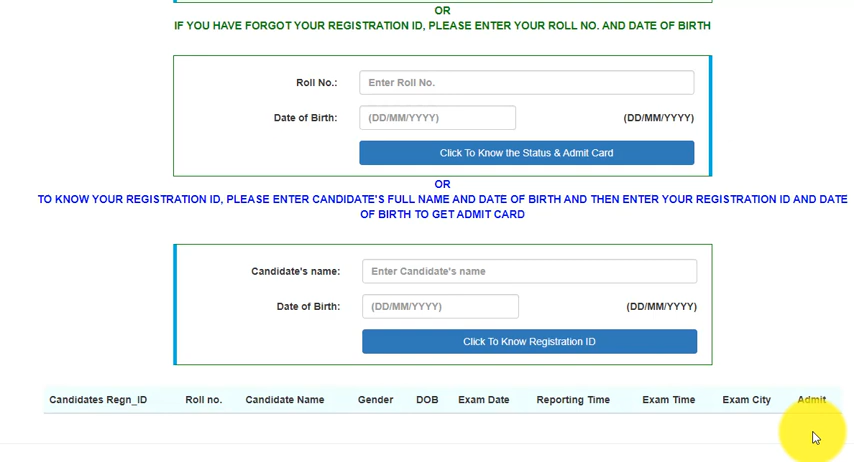 OR
IF YOU HAVE FORGOT YOUR REGISTRATION ID, PLEASE ENTER YOUR ROLL NO. AND DATE OF BIRTH
Roll No.: Enter Roll No.
Date of Birth: (DD/MM/YYYY) (DD/MM/YYYY)
Click To Know the Status & Admit Card
OR
TO KNOW YOUR REGISTRATION ID, PLEASE ENTER CANDIDATE'S FULL NAME AND DATE OF BIRTH AND THEN ENTER YOUR REGISTRATION ID AND DATE
OF BIRTH TO GET ADMIT CARD
Candidate's name: Enter Candidate's name
Date of Birth: (DD/MM/YYYY) (DD/MM/YYYY)
Click To Know Registration ID
Candidates Regn_ID Roll no. Candidate Name Gender DOB Exam Date Reporting Time Exam Time Exam City Admit